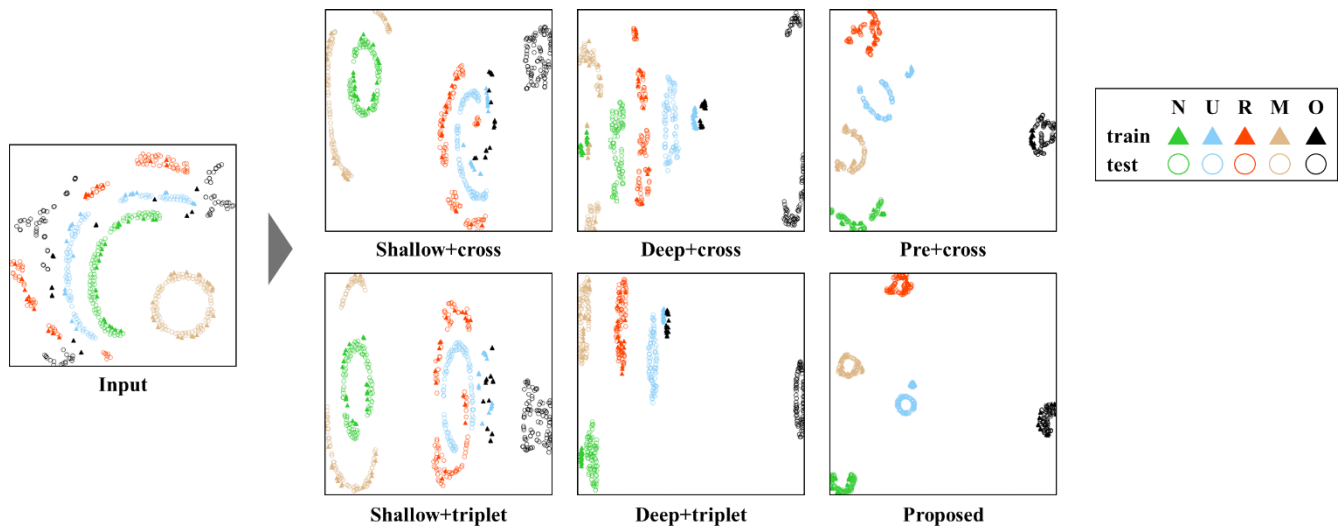 N U R M O
train
test
Input
Shallow+cross
Deep+cross
Pre+cross
Shallow+triplet
Deep+triplet
Proposed